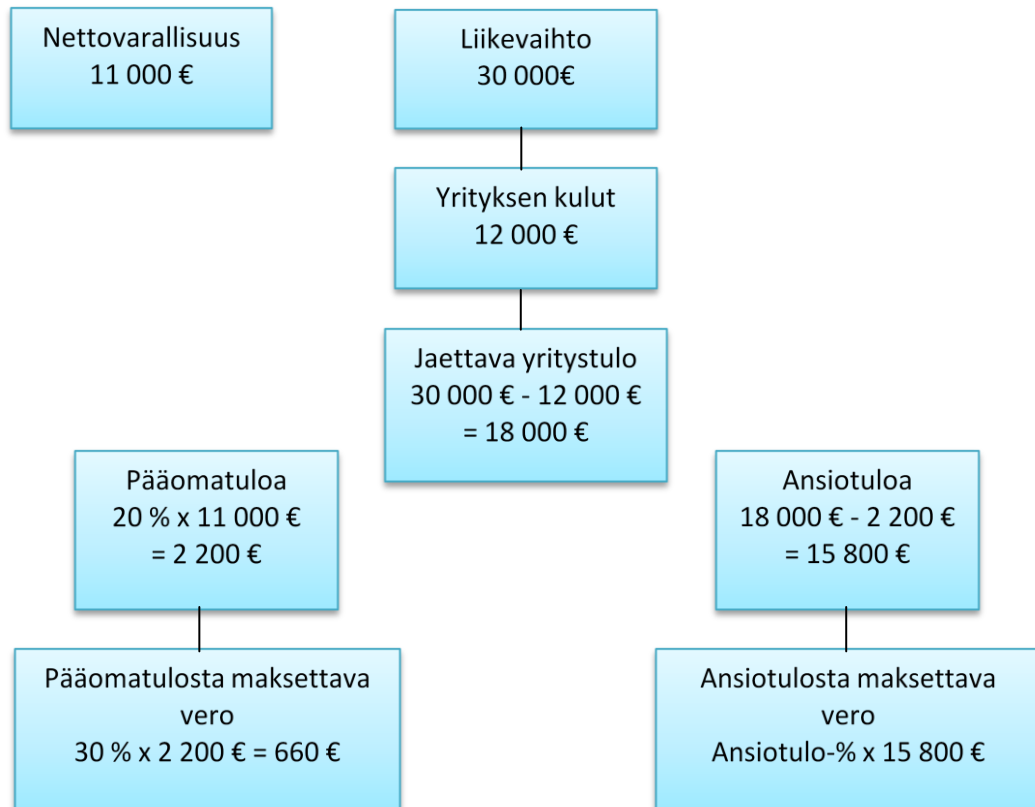 Nettovarallisuus
11 000 €
Liikevaihto
30 000€
Yrityksen kulut
12 000 €
Jaettava yritystulo
30 000 € - 12 000 €
= 18 000 €
Pääomatuloa
20 % x 11 000 €
= 2 200 €
Ansiotuloa
18 000 € - 2 200 €
= 15 800 €
Pääomatulosta maksettava
vero
30 % x 2 200 € = 660 €
Ansiotulosta maksettava
vero
Ansiotulo-% x 15 800 €